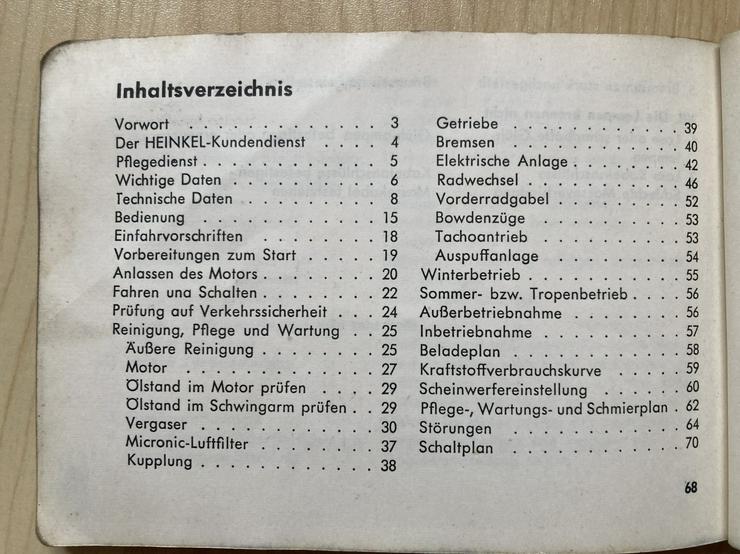 Inhaltsverzeichnis
Vorwort . . . . . . . . . . . 3
Der HEINKEL-Kundendienst . . . . 4
Pflegedienst . . . . . . . . . . 5
Wichtige Daten . . . . . . . . . 6
Technische Daten . . . . . . . . 8
Bedienung . . . . . . . . . . . 15
Einfahrvorschriften . . . . . . . 18
Vorbereitungen zum Start . . . . . 19
Anlassen des Motors . . . . . . . 20
Fahren una Schalten . . . . . . . 22
Prüfung auf Verkehrssicherheit . . . 24
Reinigung, Pflege und Wartung . . . 25
Äußere Reinigung . . . . . . . 25
Motor . . . . . . . . . . . 27
Ölstand im Motor prüfen . . . . 29
Ölstand im Schwingarm prüfen . . 29
Vergaser . . . . . . . . . . 30
Micronic-Luftfilter . . . . . . . 37
Kupplung . . . . . . . . . . 38
Getriebe . . . . . . . . . . 39
Bremsen . . . . . . . . . . 40
Elektrische Anlage . . . . . . 42
Radwechsel . . . . . . . . . 46
Vorderradgabel . . . . . . . 52
Bowdenzüge . . . . . . . . . 53
Tachoantrieb . . . . . . . . 53
Auspuffanlage . . . . . . . . 54
Winterbetrieb . . . . . . . . . 55
Sommer- bzw. Tropenbetrieb . . . . 56
Außerbetriebnahme . . . . . . . 56
Inbetriebnahme . . . . . . . . . 57
Beladeplan . . . . . . . . . . 58
Kraftstoffverbrauchskurve . . . . . 59
Scheinwerfereinstellung . . . . . . 60
Pflege-, Wartungs- und Schmierplan . 62
Störungen . . . . . . . . . . 64
Schaltplan . . . . . . . . . . 70
68